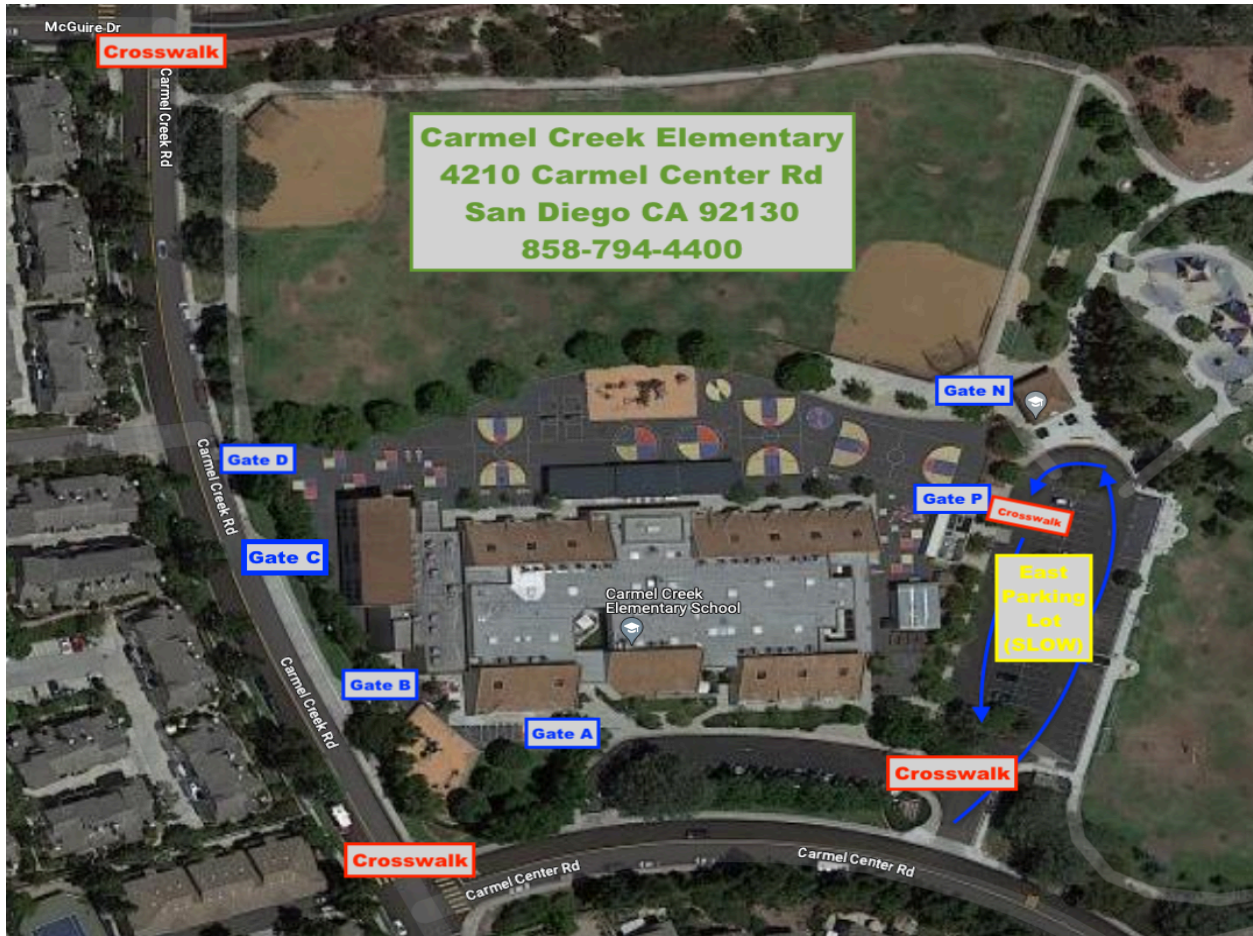 McGuire Dr
Crosswalk
Carmel Creek Rd
Carmel Creek Elementary
4210 Carmel Center Rd
San Diego CA 92130
858-794-4400
Gate N
Gate D
Carmel Creek Rd
Gate P
Crosswalk
Gate C
East
Parking
Lot
(SLOW)
Carmel Creek
Elementary School
Gate B
Carmel Creek Rd
Gate A
Crosswalk
Crosswalk
Carmel Center Rd
Carmel Center Rd